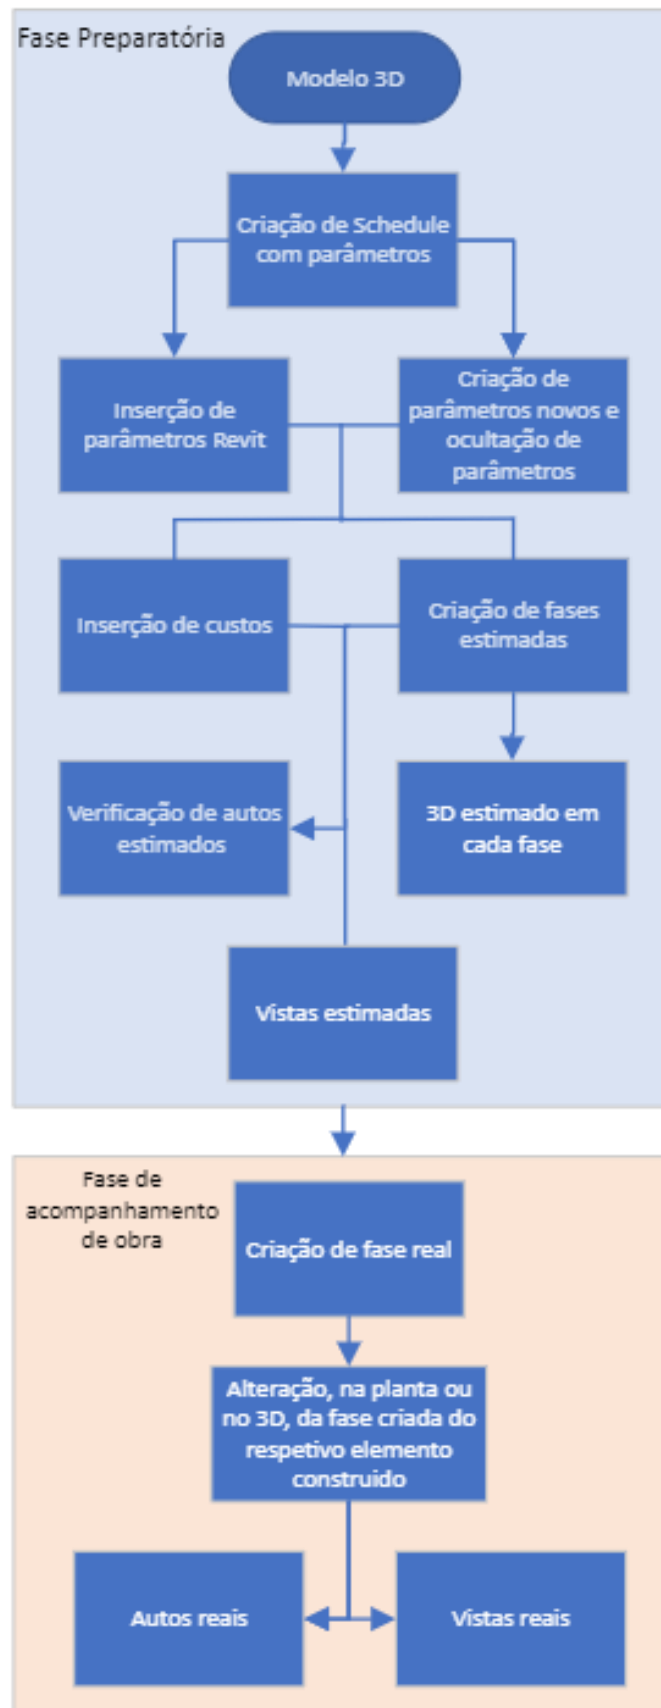 Fase Preparatória
Modelo 3D
Criação de Schedule
com parâmetros
Inserção de
parâmetros Revit
Criação de
parâmetros novos e
ocultação de
parâmetros
Inserção de custos
Criação de fases
estimadas
Verificação de autos
estimados
3D estimado em
cada fase
Vistas estimadas
Fase de
acompanhamento
de obra
Criação de fase real
Alteração, na planta ou
no 3D, da fase criada do
respetivo elemento
construido
Autos reais
Vistas reais